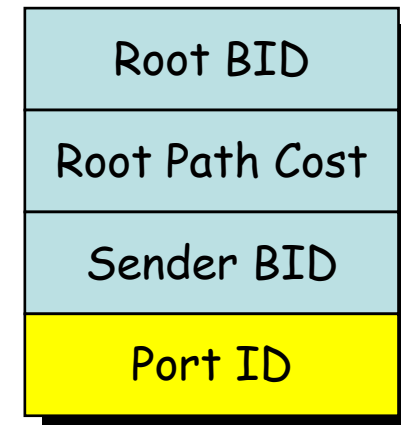 Root BID
Root Path Cost
Sender BID
Port ID